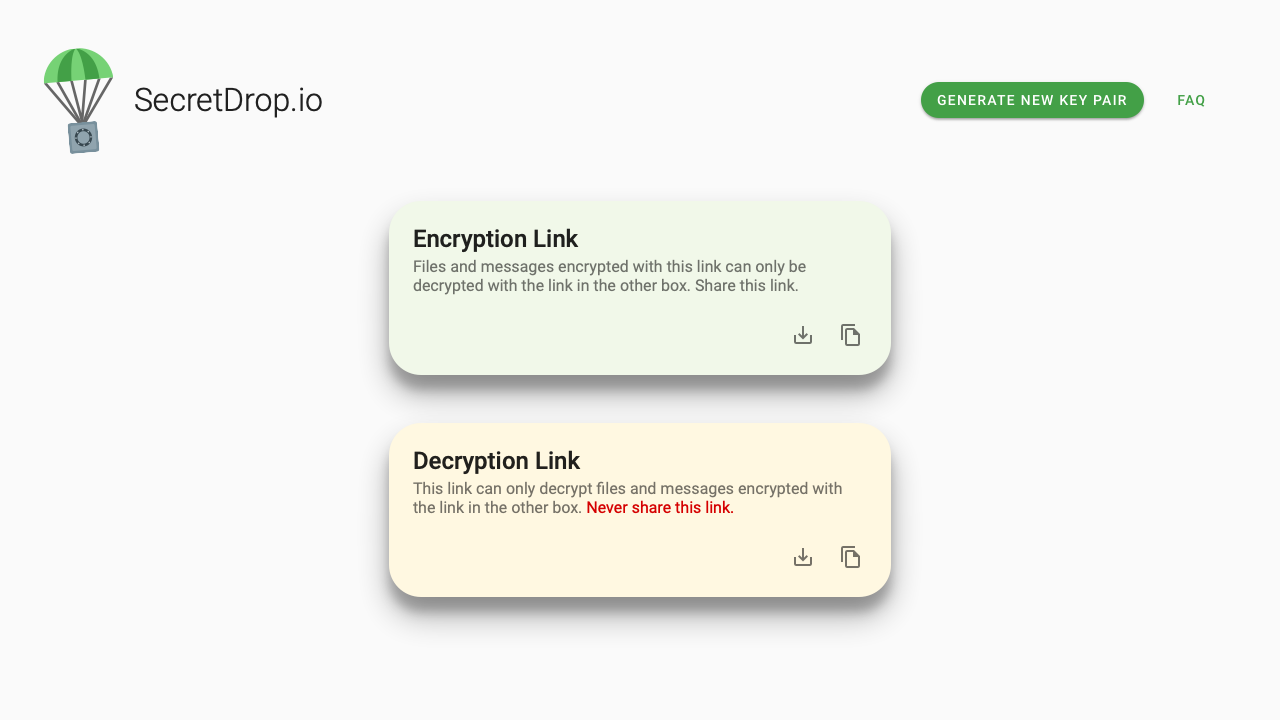 SecretDrop.io
GENERATE NEW KEY PAIR
FAQ
Encryption Link
Files and messages encrypted with this link can only be
decrypted with the link in the other box. Share this link.
Decryption Link
This link can only decrypt files and messages encrypted with
the link in the other box. Never share this link.